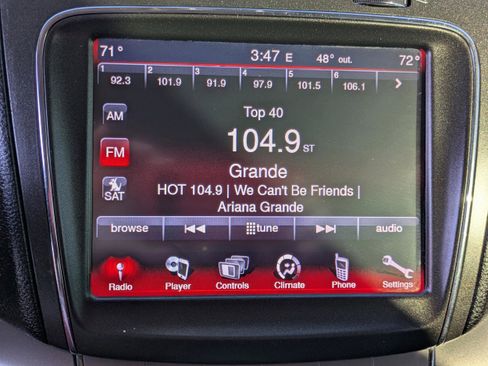 71° 3:47 E 48° out. 72°
1 2 3 4 5 6
92.3 101.9 91.9 97.9 101.5 106.1
AM
Top 40
FM
104.9 ST
Grande
SAT
HOT 104.9 | We Can't Be Friends |
Ariana Grande
browse tune audio
Radio Player Controls Climate Phone Settings